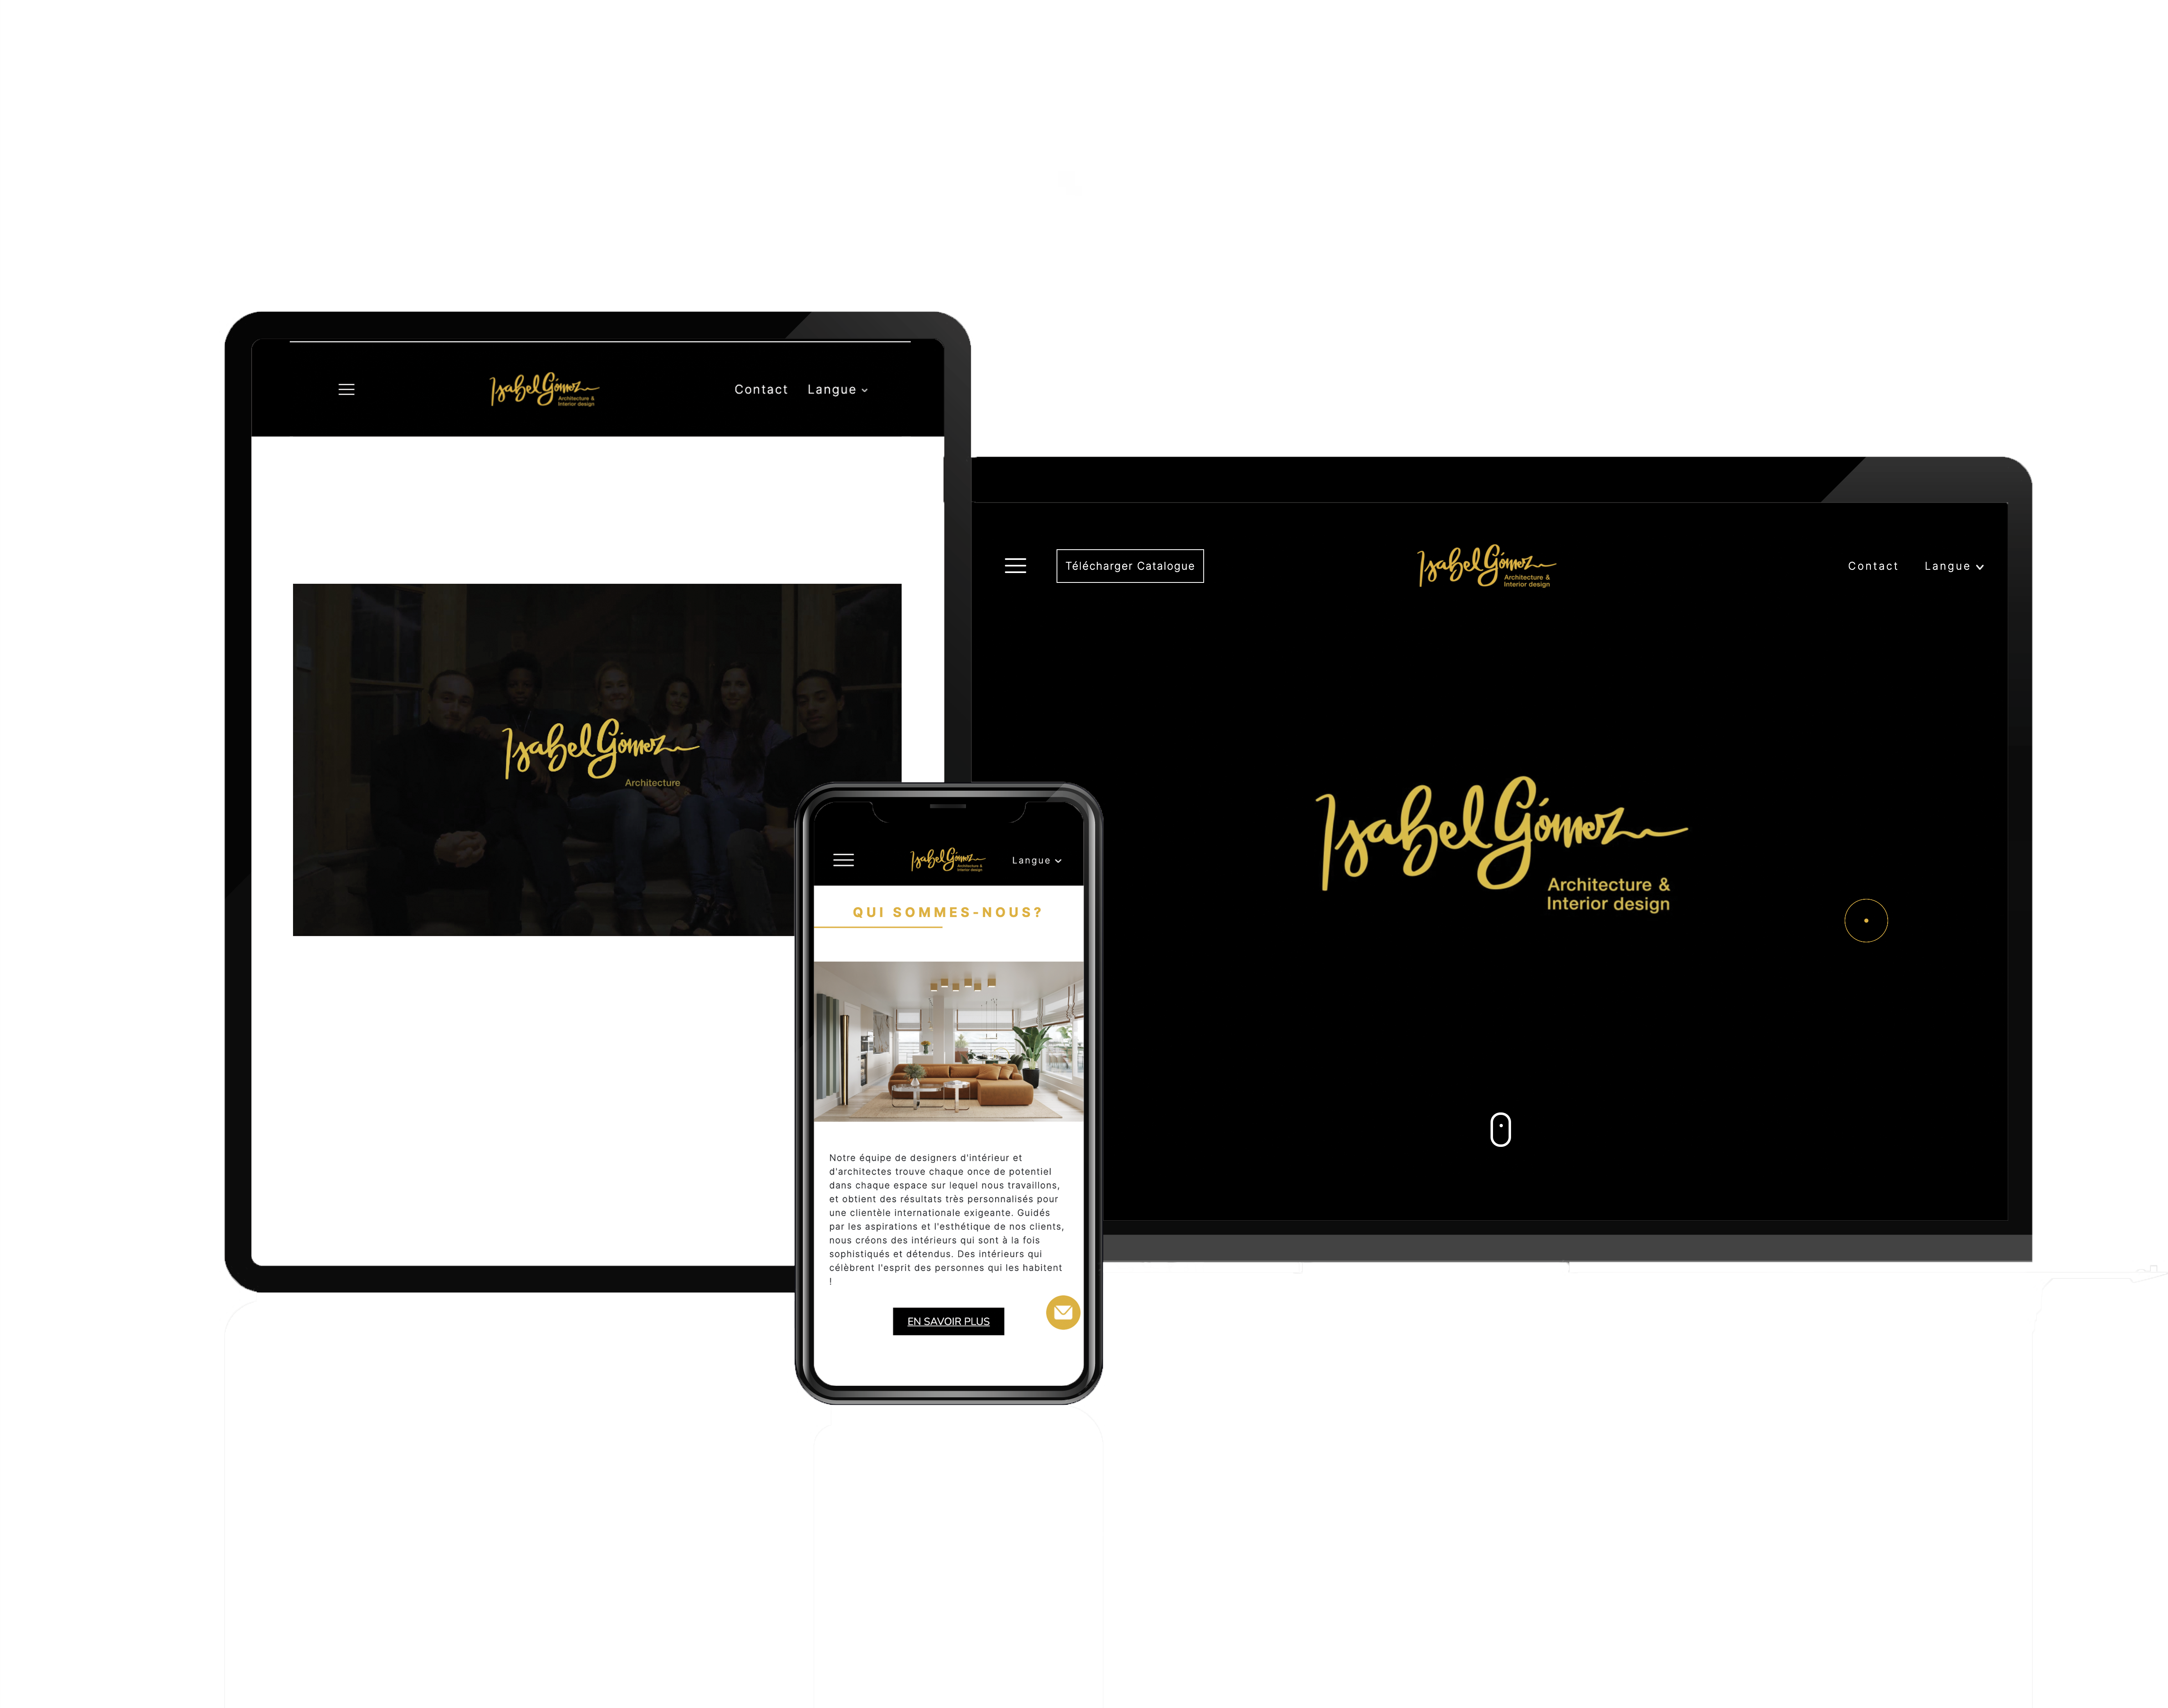 Isabel Gómez
Architecture &
Interior design
Contact
Langue
Isabel Gómez
Architecture
Télécharger Catalogue
Isabel Gómez
Architecture &
Interior design
Contact
Langue
Isabel Gómez
Architecture &
Interior design
Isabel Gómez
Architecture &
Interior design
Langue
QUI SOMMES-NOUS?
Notre équipe de designers d'intérieur et
d'architectes trouve chaque once de potentiel
dans chaque espace sur lequel nous travaillons,
et obtient des résultats très personnalisés pour
une clientèle internationale exigeante. Guidés
par les aspirations et l'esthétique de nos clients,
nous créons des intérieurs qui sont à la fois
sophistiqués et détendus. Des intérieurs qui
célèbrent l'esprit des personnes qui les habitent
!
EN SAVOIR PLUS